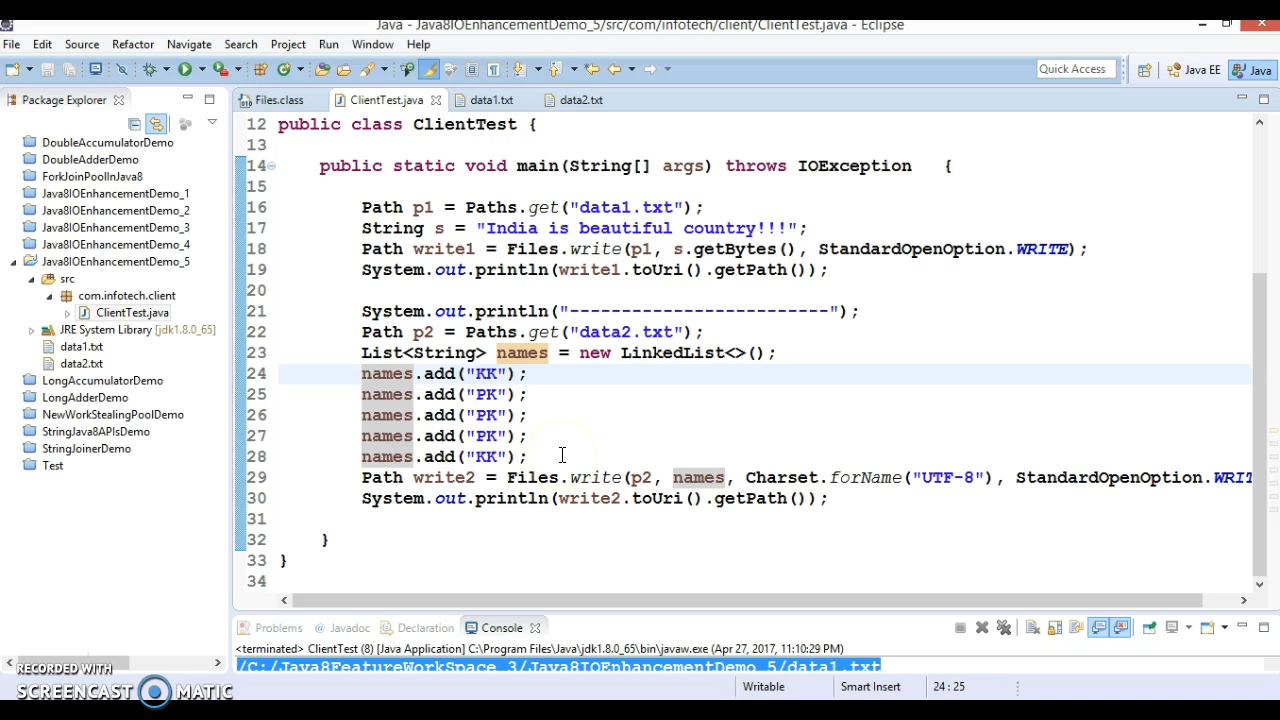 Java - Java8IOEnhancementDemo_5/src/com/infotech/client/ClientTest.java - Eclipse
File Edit Source Refactor Navigate Search Project Run Window Help
Quick Access Java EE Java
Package Explorer Files.class ClientTest.java data1.txt data2.txt
DoubleAccumulatorDemo
DoubleAdderDemo
ForkJoinPoolInJava8
Java8IOEnhancementDemo_1
Java8IOEnhancementDemo_2
Java8IOEnhancementDemo_3
Java8IOEnhancementDemo_4
Java8IOEnhancementDemo_5
src
com.infotech.client
ClientTest.java
JRE System Library [jdk1.8.0_65]
data1.txt
data2.txt
LongAccumulatorDemo
LongAdderDemo
NewWorkStealingPoolDemo
StringJava8APIsDemo
StringJoinerDemo
Test
12 public class ClientTest {
13
14 public static void main(String[] args) throws IOException {
15
16 Path p1 = Paths.get("data1.txt");
17 String s = "India is beautiful country!!!";
18 Path write1 = Files.write(p1, s.getBytes(), StandardOpenOption.WRITE);
19 System.out.println(write1.toUri().getPath());
20
21 System.out.println("-------------------------");
22 Path p2 = Paths.get("data2.txt");
23 List<String> names = new LinkedList<>();
24 names.add("KK");
25 names.add("PK");
26 names.add("PK");
27 names.add("PK");
28 names.add("KK");
29 Path write2 = Files.write(p2, names, Charset.forName("UTF-8"), StandardOpenOption.WRIT
30 System.out.println(write2.toUri().getPath());
31
32 }
33 }
34
Problems @ Javadoc Declaration Console
<terminated> ClientTest (8) [Java Application] C:\Program Files\Java\jdk1.8.0_65\bin\javaw.exe (Apr 27, 2017, 11:10:29 PM)
/C:/Java8FeatureWorkSpace_3/Java8IOEnhancementDemo_5/data1.txt
Writable Smart Insert 24 : 25
RECORDED WITH
SCREENCAST MATIC